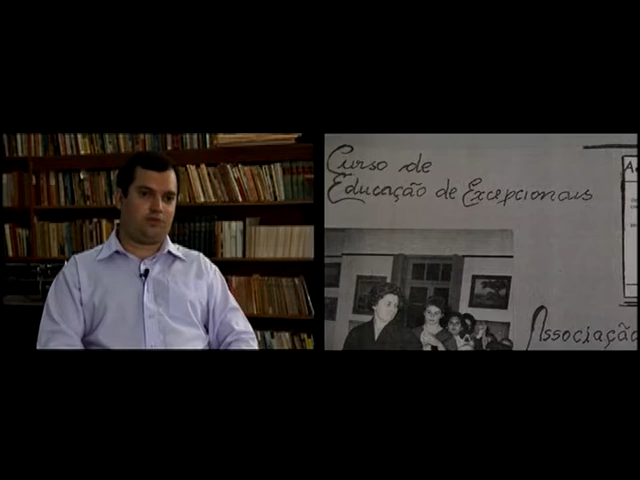 Curso de
Educação de Excepcionais
A
Associação